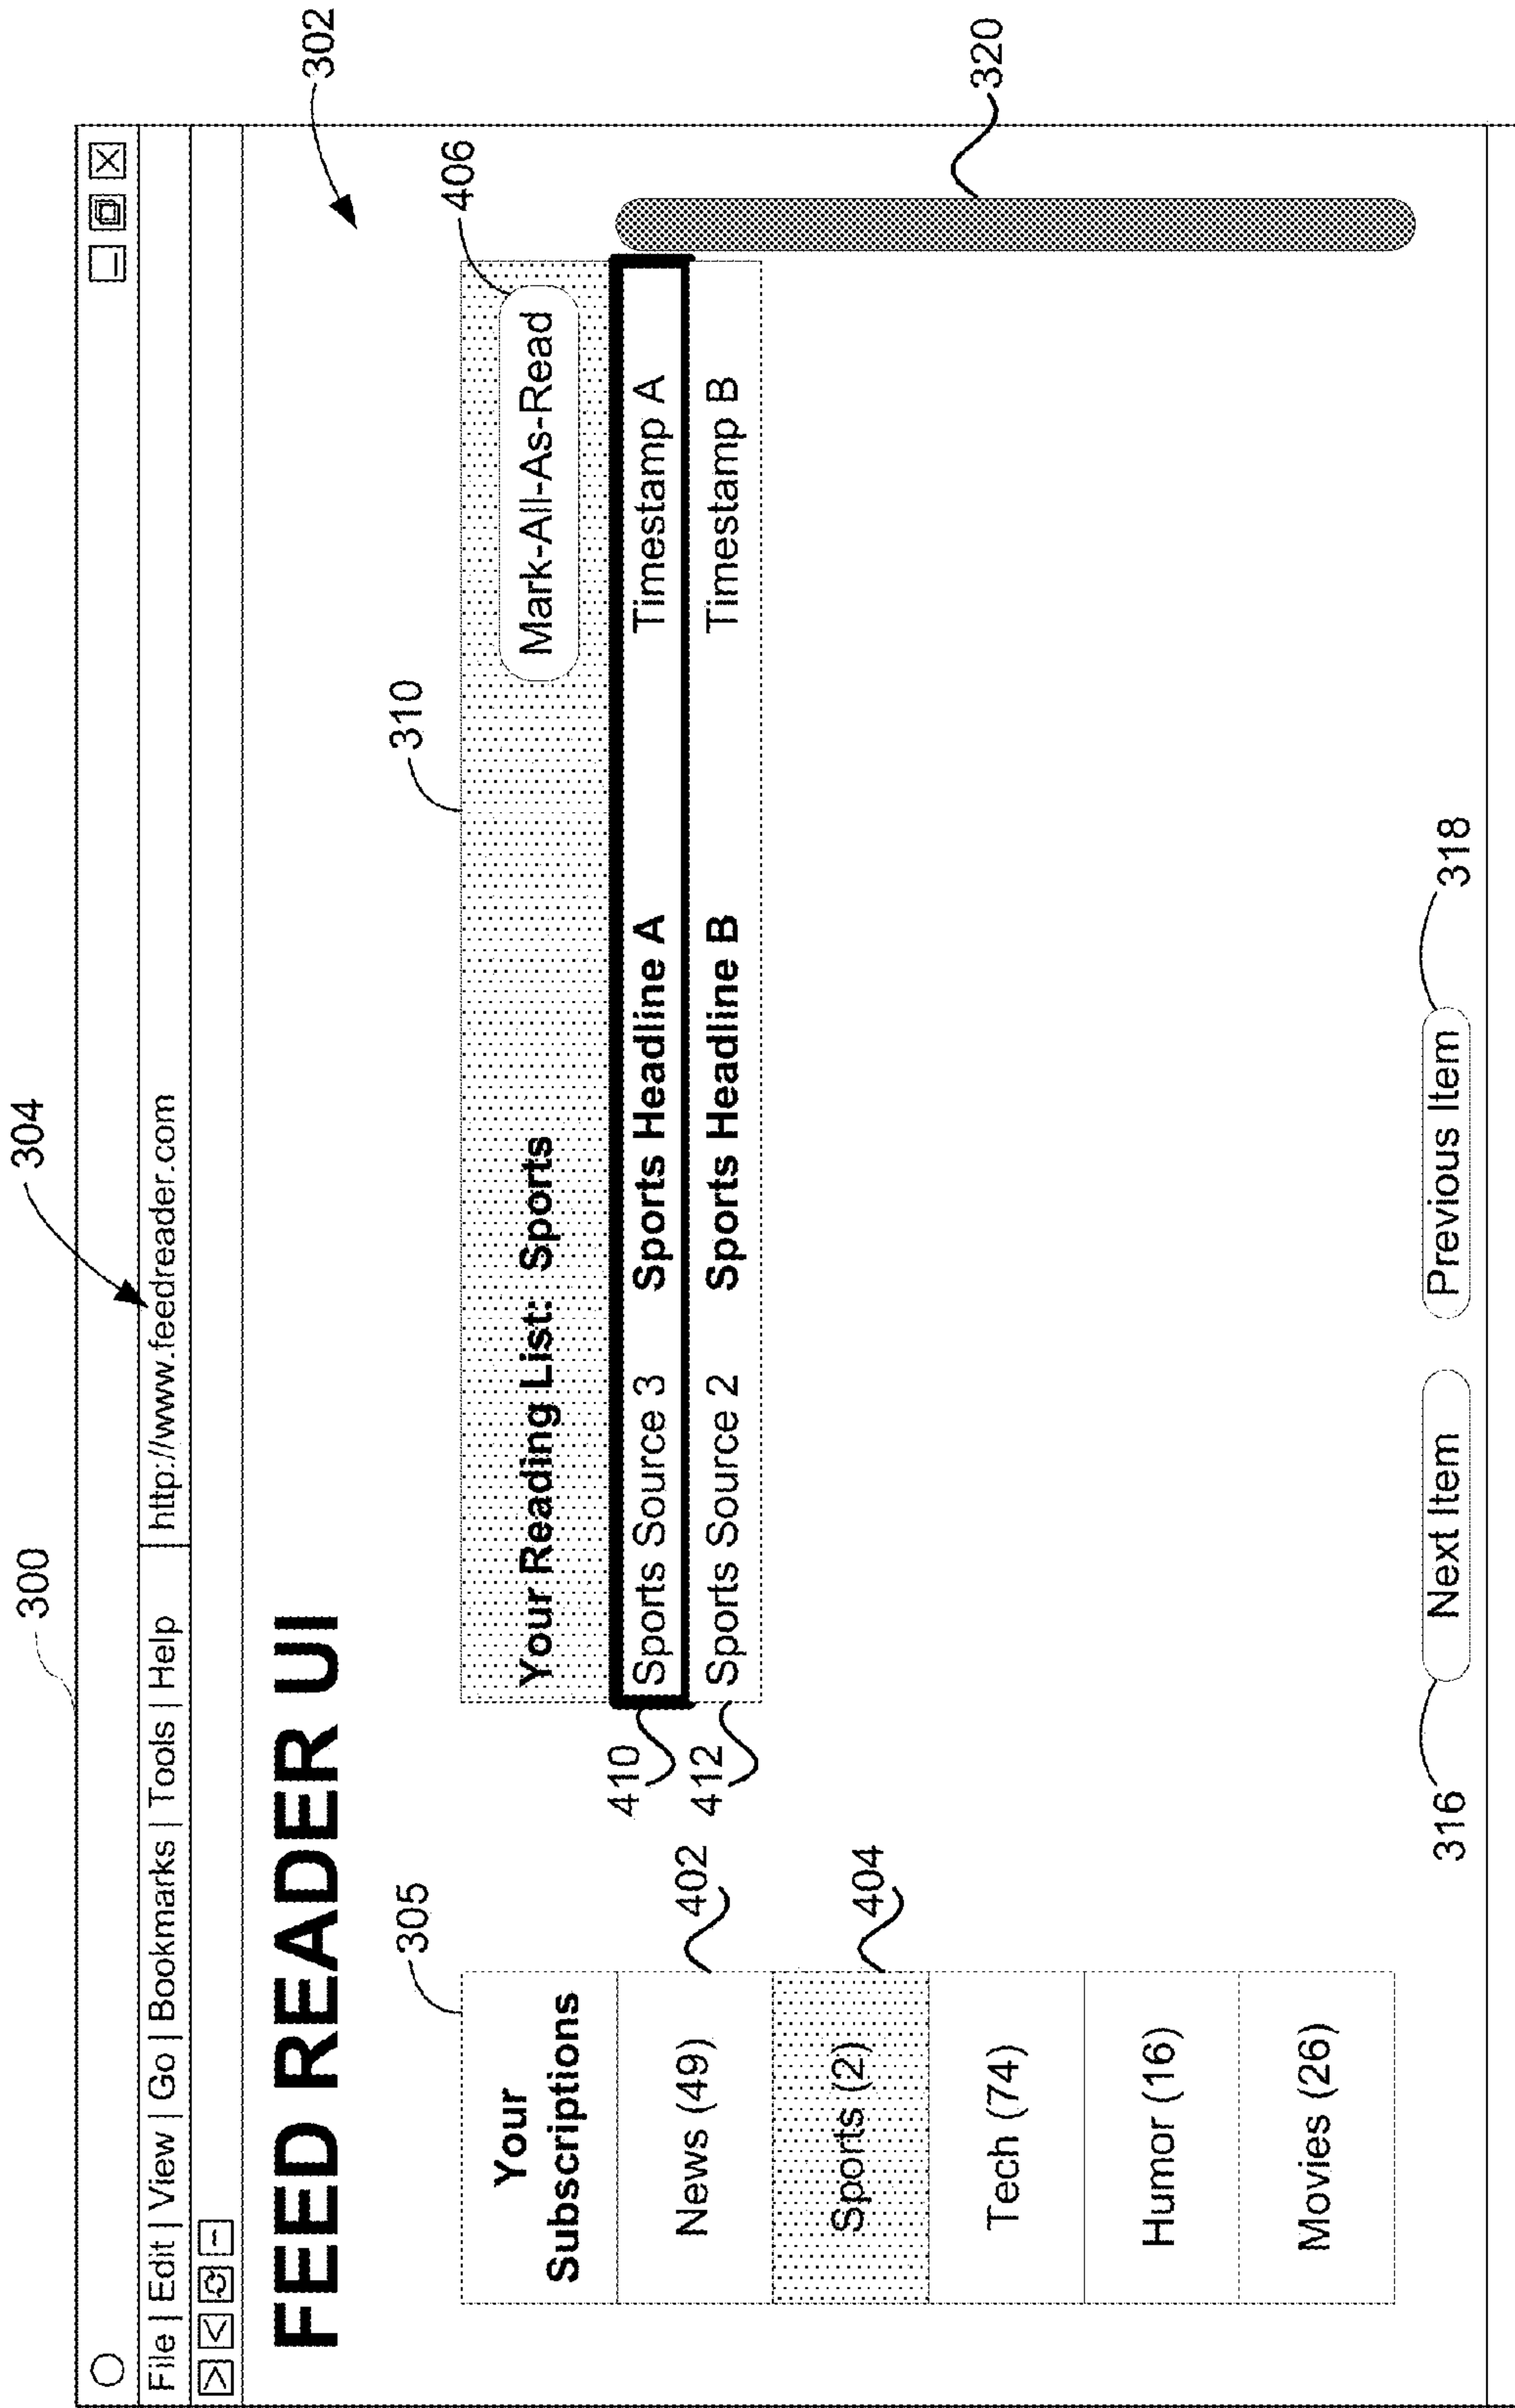 300
304
302
File | Edit | View | Go | Bookmarks | Tools | Help | http://www.feedreader.com
FEED READER UI
305
310
406
Your
Subscriptions
News (49)
402
Sports (2)
404
Tech (74)
Humor (16)
Movies (26)
Your Reading List: Sports Mark-All-As-Read
410 Sports Source 3 Sports Headline A Timestamp A
412 Sports Source 2 Sports Headline B Timestamp B
320
316 Next Item Previous Item 318